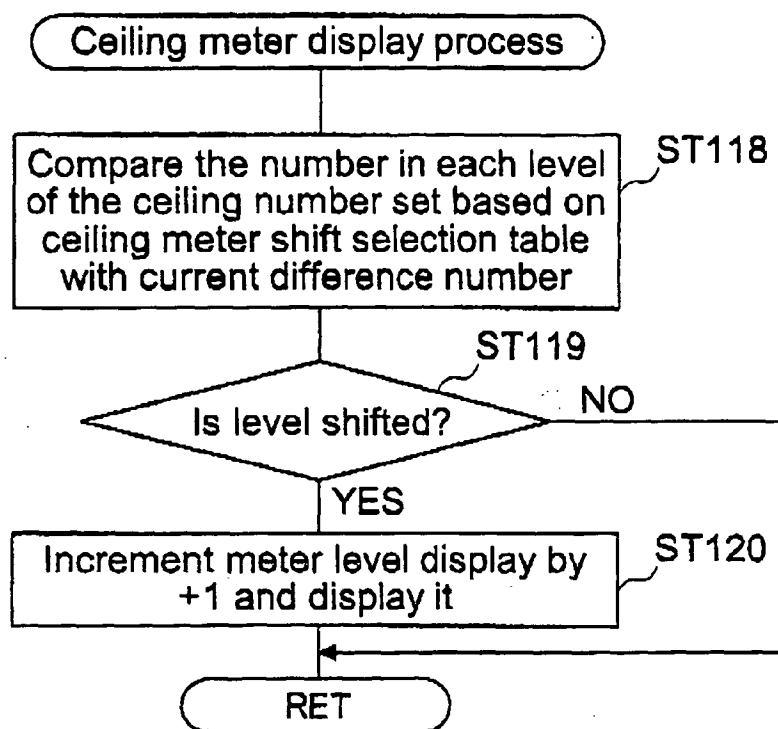 Ceiling meter display process
Compare the number in each level
of the ceiling number set based on
ceiling meter shift selection table
with current difference number
ST118
ST119
Is level shifted?
NO
YES
Increment meter level display by
+1 and display it
ST120
RET